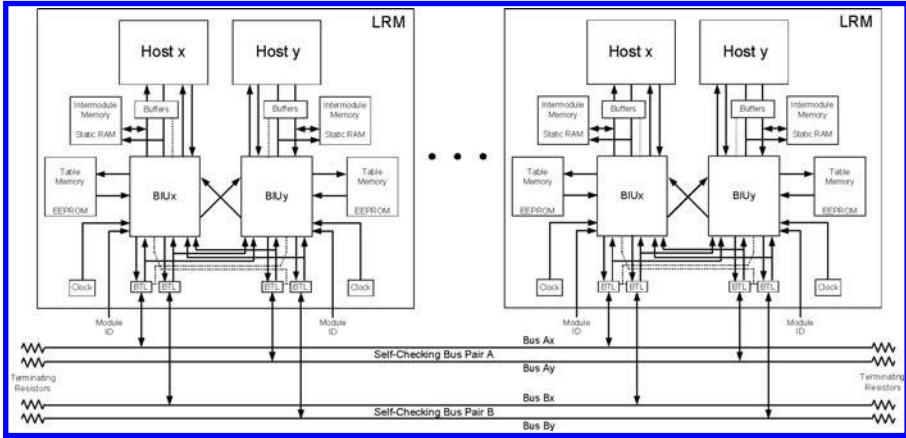 LRM
Host x
Host y
Buffers
Buffers
Intermodule
Memory
Static RAM
Intermodule
Memory
Static RAM
Table
Memory
EEPROM
BIUx
BIUy
Table
Memory
EEPROM
Clock
BTL
BTL
BTL
BTL
Clock
Module
ID
Module
ID
LRM
Host x
Host y
Buffers
Buffers
Intermodule
Memory
Static RAM
Intermodule
Memory
Static RAM
Table
Memory
EEPROM
BIUx
BIUy
Table
Memory
EEPROM
Clock
BTL
BTL
BTL
BTL
Clock
Module
ID
Module
ID
Bus Ax
Self-Checking Bus Pair A
Bus Ay
Terminating
Resistors
Terminating
Resistors
Bus Bx
Self-Checking Bus Pair B
Bus By